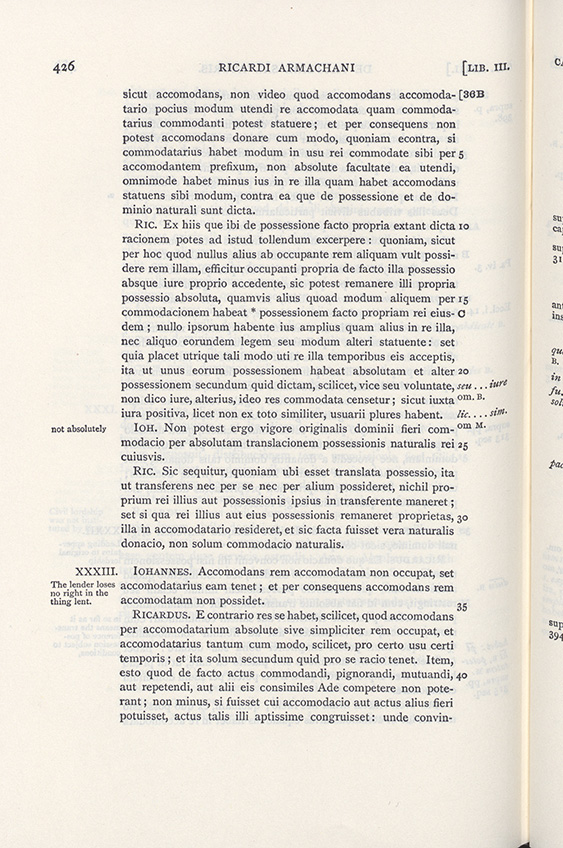 426 RICARDI ARMACHANI [LIB. III.
sicut accomodans, non video quod accomodans accomoda- [36B
tario pocius modum utendi re accomodata quam commoda-
tarius commodanti potest statuere; et per consequens non
potest accomodans donare cum modo, quoniam econtra, si
commodatarius habet modum in usu rei commodate sibi per 5
accomodantem prefixum, non absolute facultate ea utendi,
omnimode habet minus ius in re illa quam habet accomodans
statuens sibi modum, contra ea que de possessione et de do-
minio naturali sunt dicta.
RIC. Ex hiis que ibi de possessione facto propria extant dicta 10
racionem potes ad istud tollendum excerpere: quoniam, sicut
per hoc quod nullus alius ab occupante rem aliquam vult possi-
dere rem illam, efficitur occupanti propria de facto illa possessio
absque iure proprio accedente, sic potest remanere illi propria
possessio absoluta, quamvis alius quoad modum aliquem per 15
commodacionem habeat * possessionem facto propriam rei eius- C
dem; nullo ipsorum habente ius amplius quam alius in re illa,
nec aliquo eorundem legem seu modum alteri statuente: set
quia placet utrique tali modo uti re illa temporibus eis acceptis,
ita ut unus eorum possessionem habeat absolutam et alter 20
possessionem secundum quid dictam, scilicet, vice seu voluntate, seu . . . iure
non dico iure, alterius, ideo res commodata censetur; sicut iuxta om. B.
iura positiva, licet non ex toto similiter, usuarii plures habent. lic. . . . sim.
not absolutely IOH. Non potest ergo vigore originalis dominii fieri com- om M.
modacio per absolutam translacionem possessionis naturalis rei 25
cuiusvis.
RIC. Sic sequitur, quoniam ubi esset translata possessio, ita
ut transferens nec per se nec per alium possideret, nichil pro-
prium rei illius aut possessionis ipsius in transferente maneret;
set si qua rei illius aut eius possessionis remaneret proprietas, 30
illa in accomodatario resideret, et sic facta fuisset vera naturalis
donacio, non solum commodacio naturalis.
XXXIII. IOHANNES. Accomodans rem accomodatam non occupat, set
The lender loses accomodatarius eam tenet; et per consequens accomodans rem
no right in the
thing lent. accomodatam non possidet.
35
RICARDUS. E contrario res se habet, scilicet, quod accomodans
per accomodatarium absolute sive simpliciter rem occupat, et
accomodatarius tantum cum modo, scilicet, pro certo usu certi
temporis; et ita solum secundum quid pro se racio tenet. Item,
esto quod de facto actus commodandi, pignorandi, mutuandi, 40
aut repetendi, aut alii eis consimiles Ade competere non pote-
rant; non minus, si fuisset cui accomodacio aut actus alius fieri
potuisset, actus talis illi aptissime congruisset: unde convin-